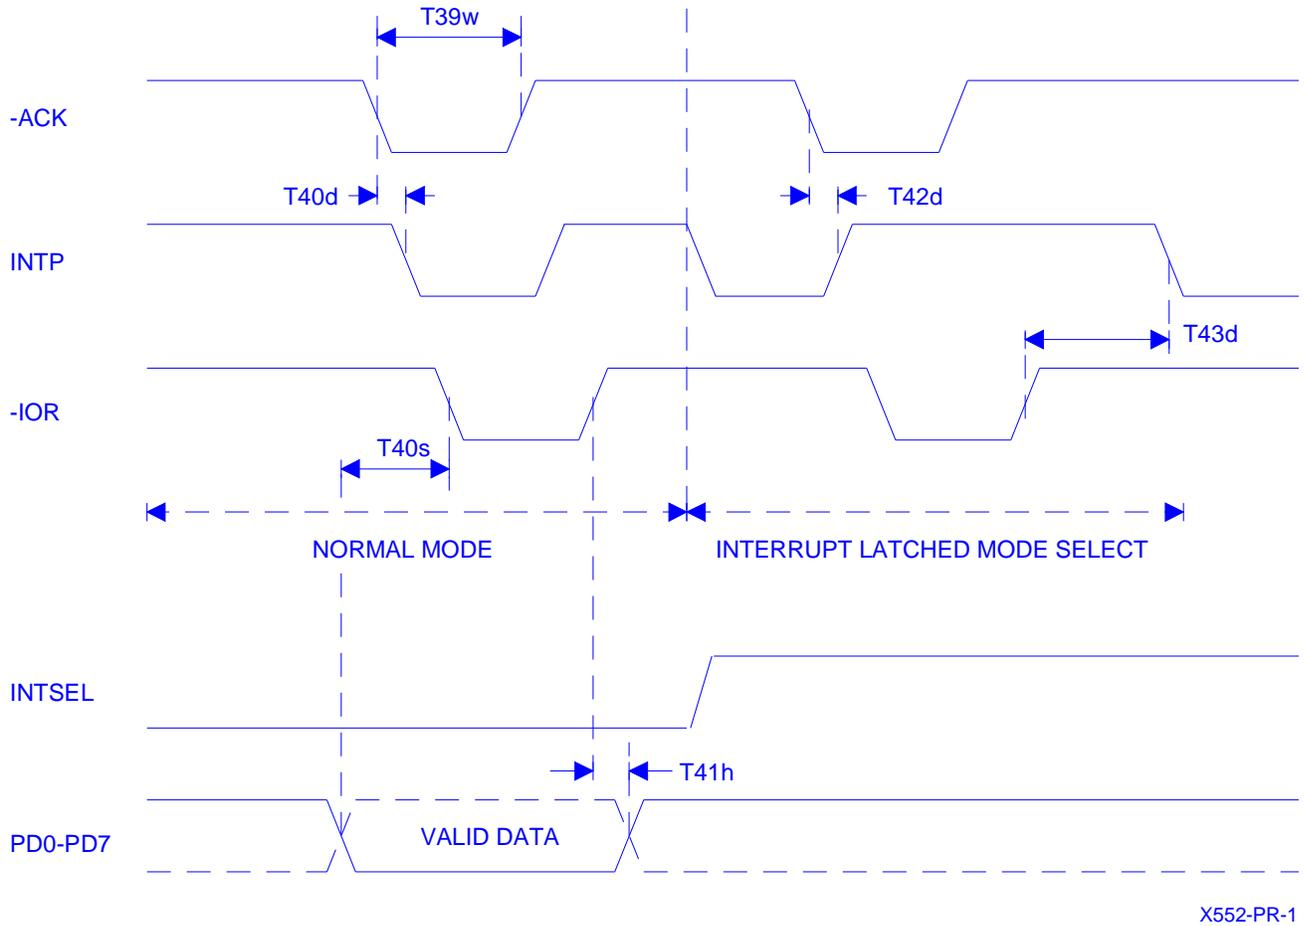 T39w
-ACK
T40d
T42d
INTP
T43d
-IOR
T40s
NORMAL MODE
INTERRUPT LATCHED MODE SELECT
INTSEL
T41h
VALID DATA
PD0-PD7
X552-PR-1